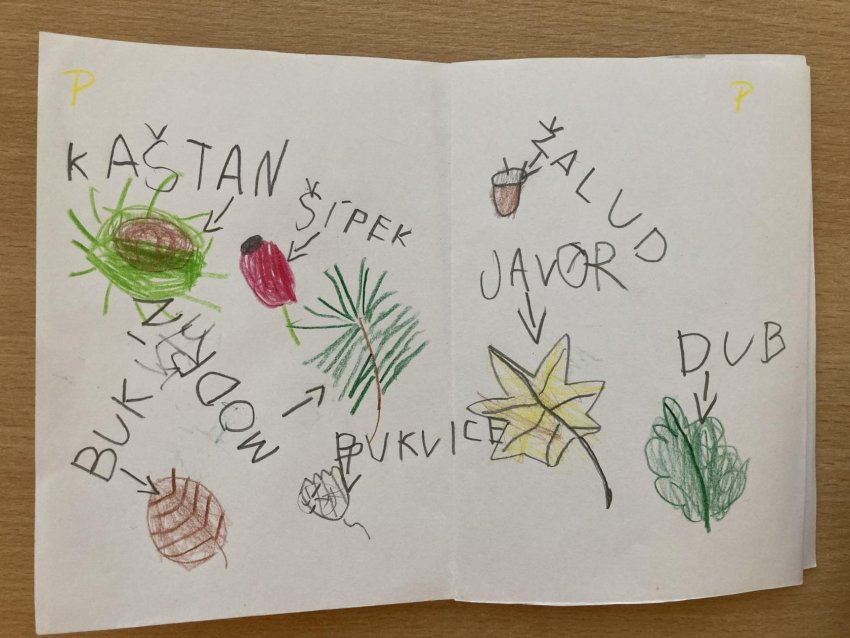 P
KAŠTAN
ŠÍPEK
MODŘÍN
BUK
BUKVICE
P
ŽALUD
JAVOR
DUB